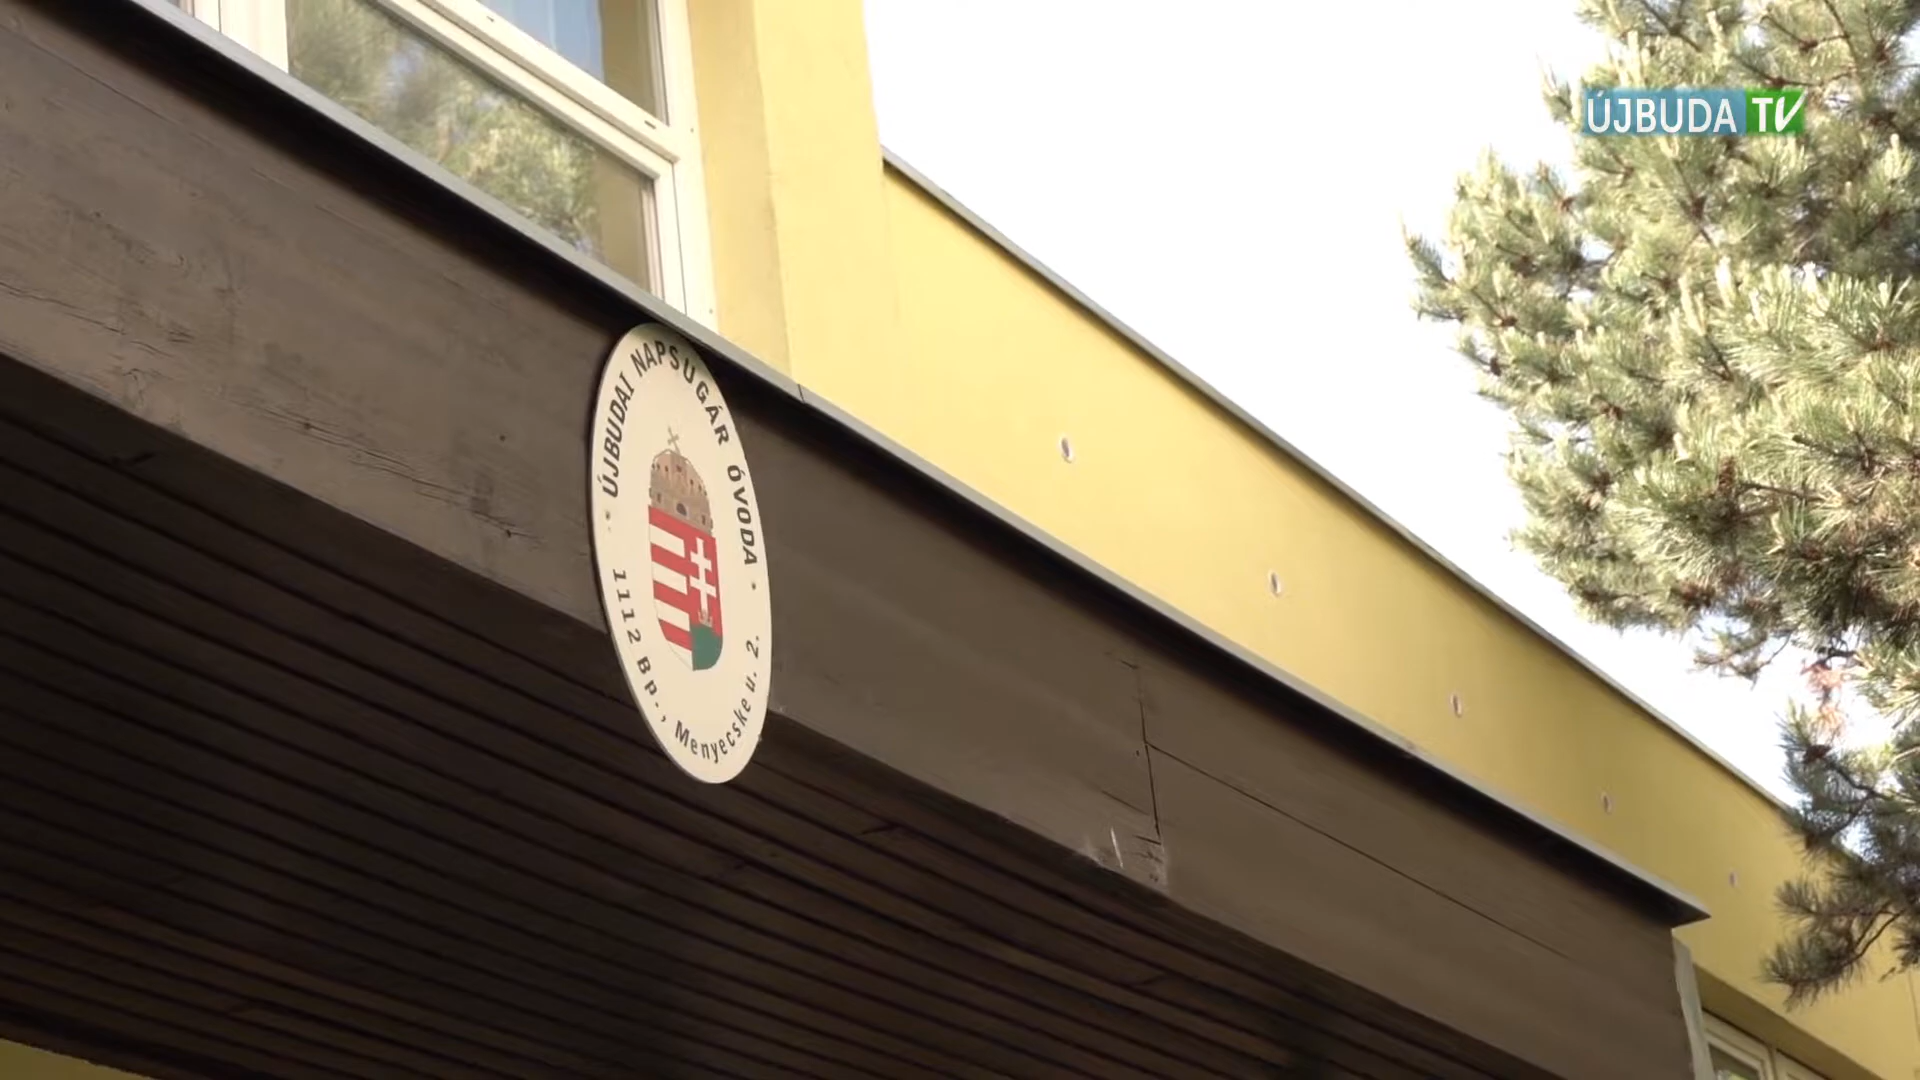 ÚJBUDA TV
· ÚJBUDAI NAPSUGÁR ÓVODA ·
1112 Bp., Menyecske u. 2.